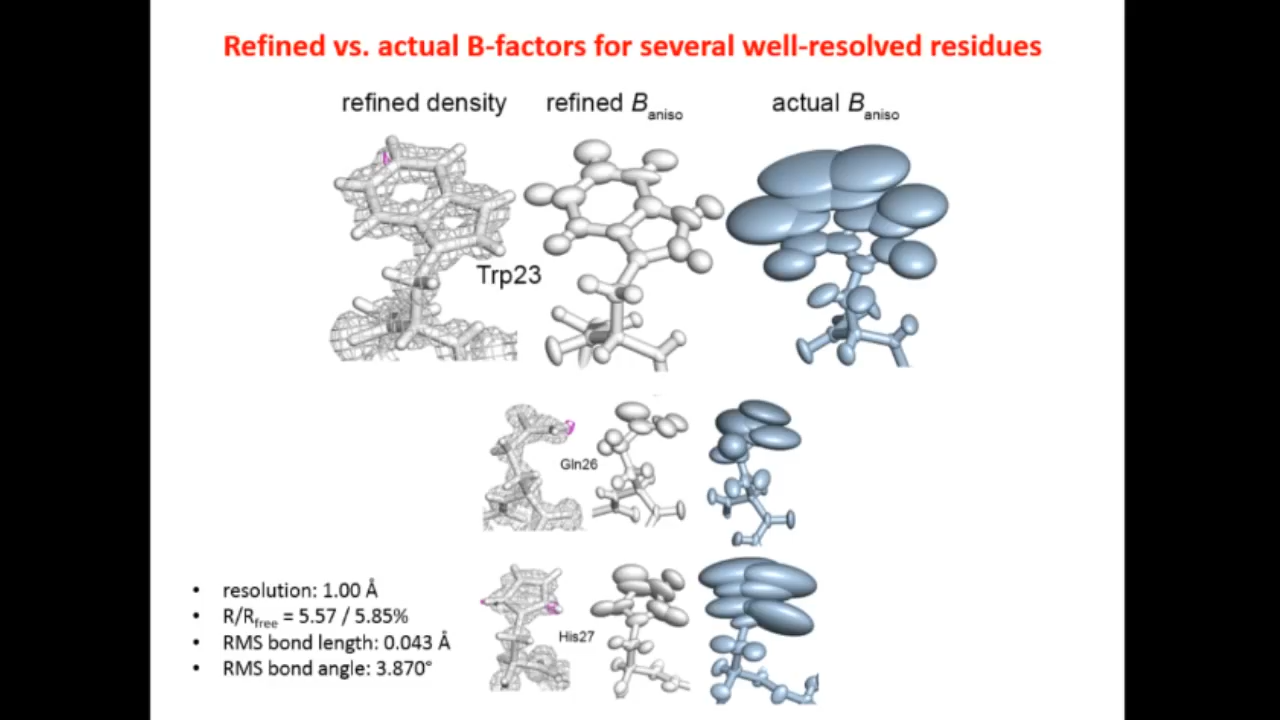 Refined vs. actual B-factors for several well-resolved residues
refined density refined Baniso actual Baniso
Trp23
Gln26
His27
• resolution: 1.00 Å
• R/Rfree = 5.57 / 5.85%
• RMS bond length: 0.043 Å
• RMS bond angle: 3.870°